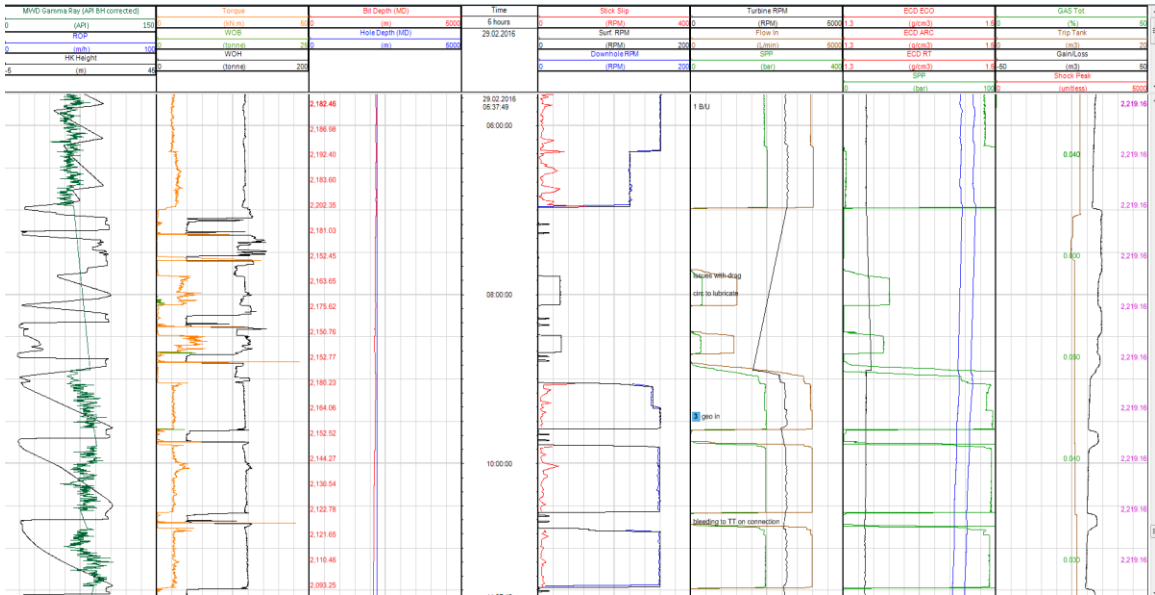 MWD Gamma Ray (API BH corrected)
0 (API) 150
ROP
0 (m/h) 100
HK Height
-5 (m) 45
Torque
0 (kN.m) 50
WOB
0 (tonne) 25
WOH
0 (tonne) 200
Bit Depth (MD)
0 (m) 5000
Hole Depth (MD)
0 (m) 5000
Time
6 hours
29.02.2016
Stick Slip
0 (RPM) 400
Surf. RPM
0 (RPM) 200
Downhole RPM
0 (RPM) 200
Turbine RPM
0 (RPM) 5000
Flow In
0 (L/min) 5000
SPP
0 (bar) 400
ECD ECO
1.3 (g/cm3) 1.5
ECD ARC
1.3 (g/cm3) 1.5
ECD RT
1.3 (g/cm3) 1.5
SPP
0 (bar) 100
GAS Tot.
0 (%) 50
Trip Tank
0 (m3) 20
Gain/Loss
-50 (m3) 50
Shock Peak
0 (unitless) 5000
2,182.46
29.02.2016
05:37:49
1 B/U
2,219.16
06:00:00
2,186.98
2,192.40
0.040
2,219.16
2,183.60
2,202.35
2,219.16
2,181.03
2,152.45
2,219.16
2,163.65
issues with drag
08:00:00
circ to lubricate
2,175.62
2,219.16
2,150.76
2,152.77
0.050
2,219.16
2,180.23
2,164.06
3 geo in
2,219.16
2,152.52
2,144.27
10:00:00
0.040
2,219.16
2,130.54
2,122.78
bleeding to TT on connection
2,219.16
2,121.65
2,110.46
0.030
2,219.16
2,093.25